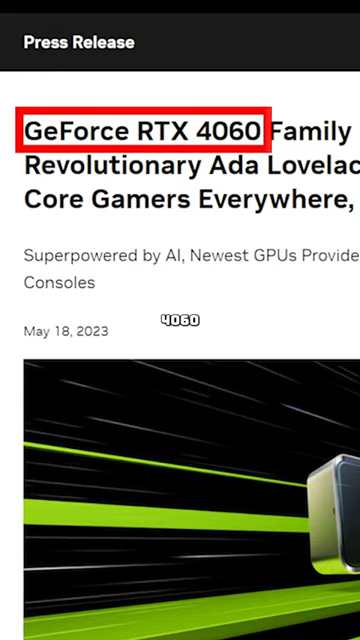 Press Release
GeForce RTX 4060 Family
Revolutionary Ada Lovelac
Core Gamers Everywhere,
Superpowered by AI, Newest GPUs Provide
Consoles
4060
May 18, 2023